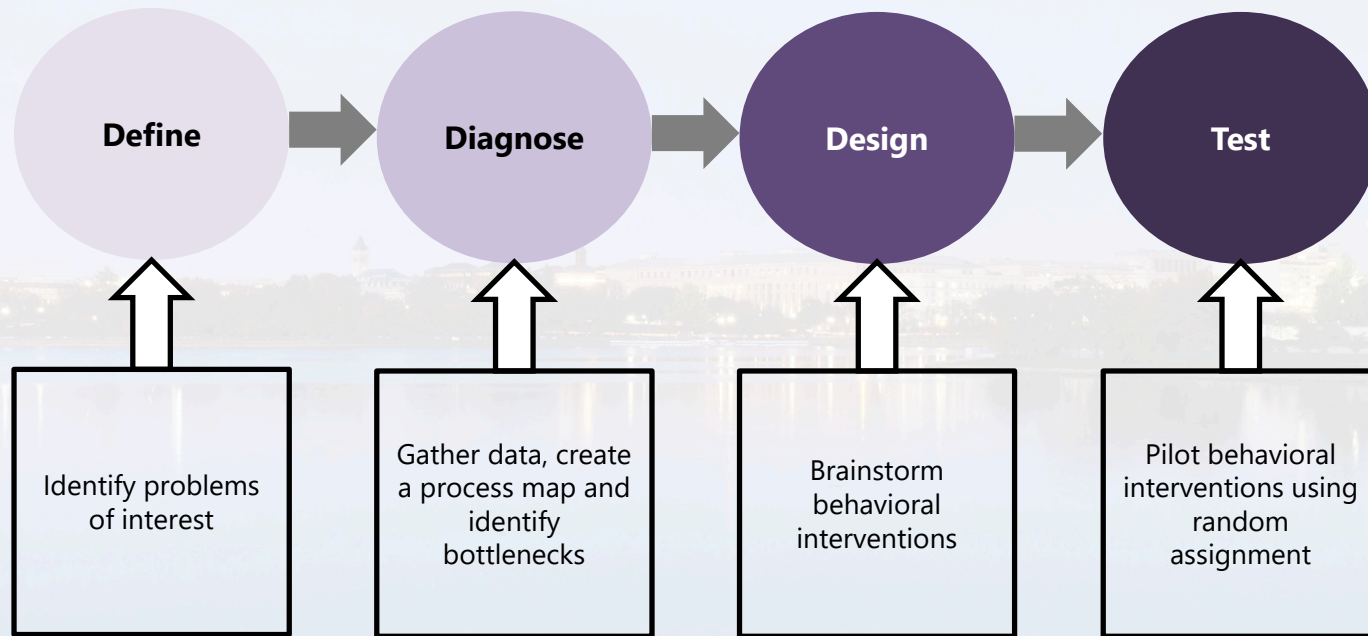 Define
Diagnose
Design
Test
Identify problems
of interest
Gather data, create
a process map and
identify
bottlenecks
Brainstorm
behavioral
interventions
Pilot behavioral
interventions using
random
assignment